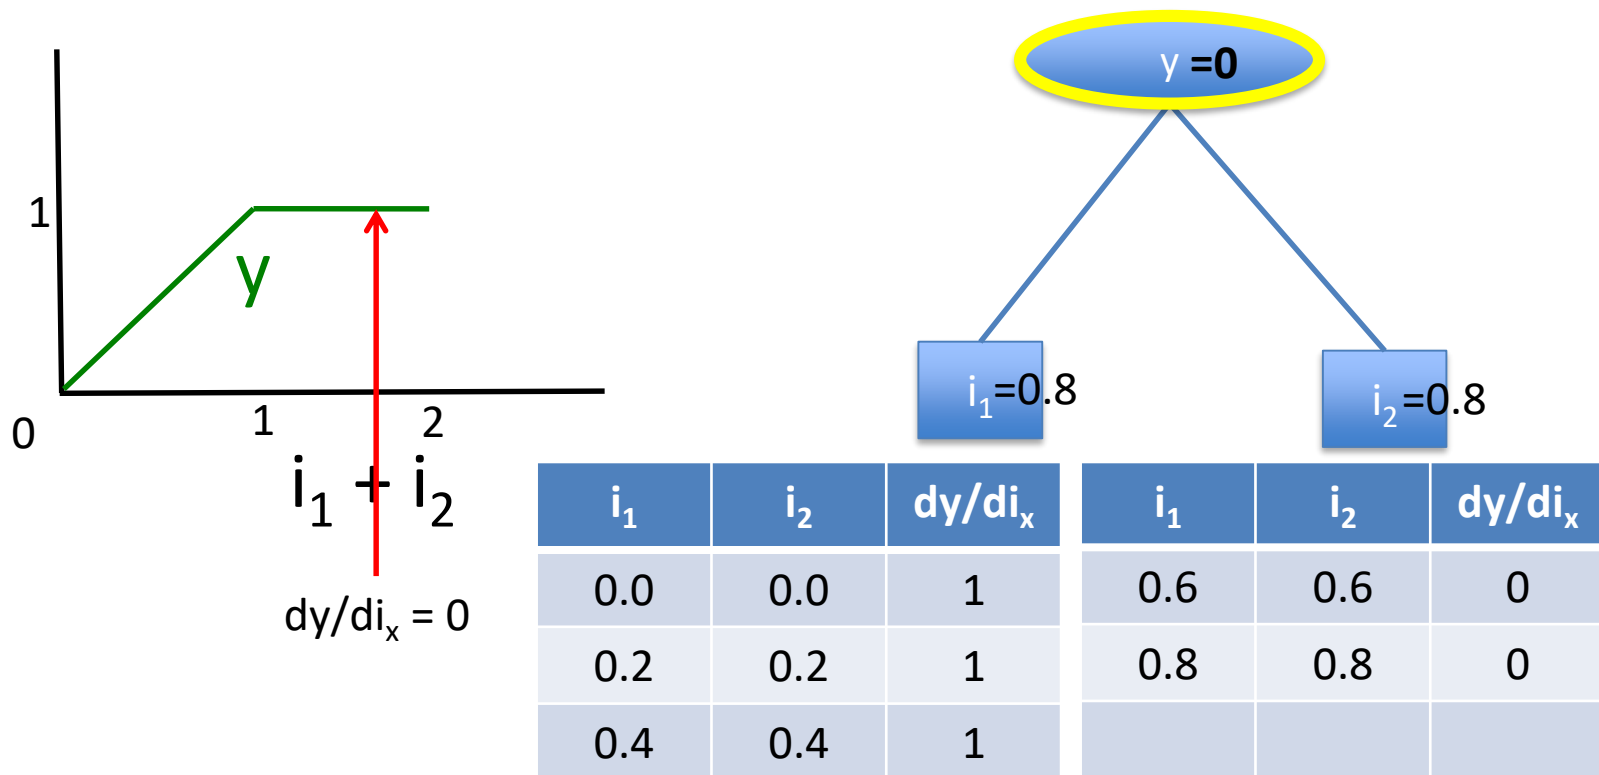 y =0
1
y
0
1
2
i₁ + i₂
dy/diₓ = 0
i₁=0.8
i₂=0.8
i₁ i₂ dy/diₓ
0.0 0.0 1
0.2 0.2 1
0.4 0.4 1
i₁ i₂ dy/diₓ
0.6 0.6 0
0.8 0.8 0